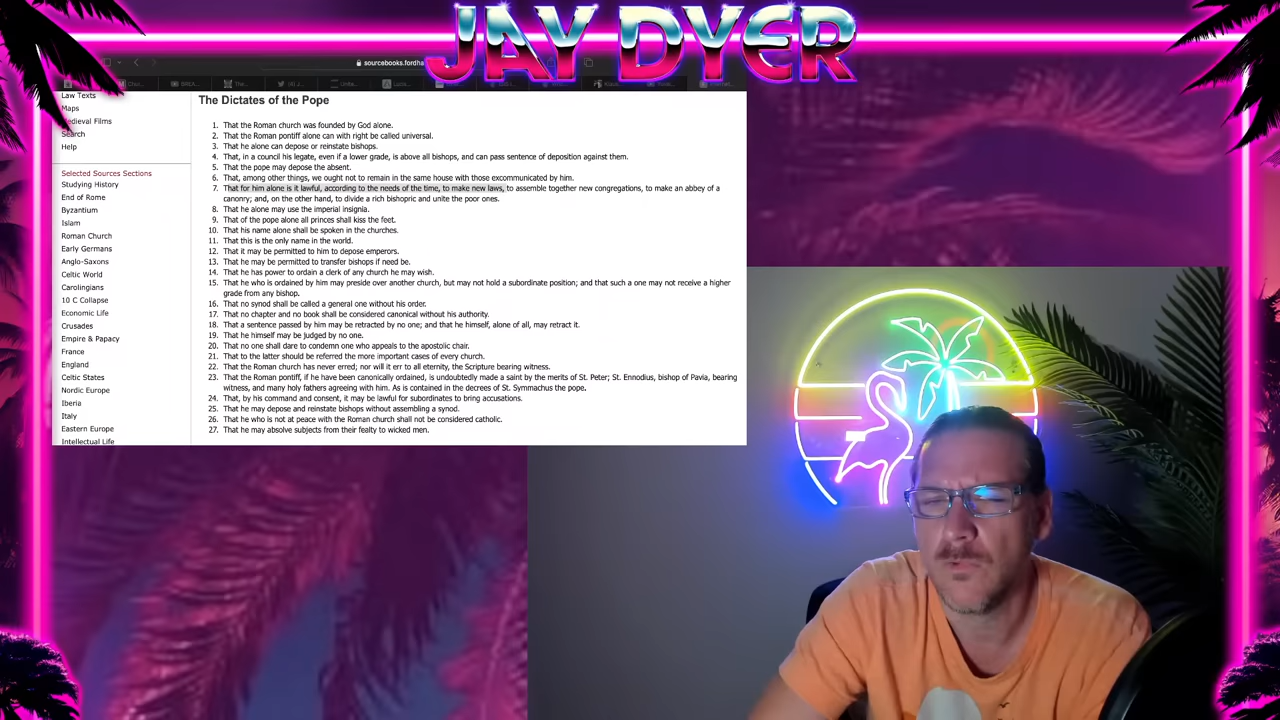 JAY DYER
sourcebooks.fordha
Law Texts
Maps
Medieval Films
Search
Help
Selected Sources Sections
Studying History
End of Rome
Byzantium
Islam
Roman Church
Early Germans
Anglo-Saxons
Celtic World
Carolingians
10 C Collapse
Economic Life
Crusades
Empire & Papacy
France
England
Celtic States
Nordic Europe
Iberia
Italy
Eastern Europe
Intellectual Life
The Dictates of the Pope
1. That the Roman church was founded by God alone.
2. That the Roman pontiff alone can with right be called universal.
3. That he alone can depose or reinstate bishops.
4. That, in a council his legate, even if a lower grade, is above all bishops, and can pass sentence of deposition against them.
5. That the pope may depose the absent.
6. That, among other things, we ought not to remain in the same house with those excommunicated by him.
7. That for him alone is it lawful, according to the needs of the time, to make new laws, to assemble together new congregations, to make an abbey of a
canonry; and, on the other hand, to divide a rich bishopric and unite the poor ones.
8. That he alone may use the imperial insignia.
9. That of the pope alone all princes shall kiss the feet.
10. That his name alone shall be spoken in the churches.
11. That this is the only name in the world.
12. That it may be permitted to him to depose emperors.
13. That he may be permitted to transfer bishops if need be.
14. That he has power to ordain a clerk of any church he may wish.
15. That he who is ordained by him may preside over another church, but may not hold a subordinate position; and that such a one may not receive a higher
grade from any bishop.
16. That no synod shall be called a general one without his order.
17. That no chapter and no book shall be considered canonical without his authority.
18. That a sentence passed by him may be retracted by no one; and that he himself, alone of all, may retract it.
19. That he himself may be judged by no one.
20. That no one shall dare to condemn one who appeals to the apostolic chair.
21. That to the latter should be referred the more important cases of every church.
22. That the Roman church has never erred; nor will it err to all eternity, the Scripture bearing witness.
23. That the Roman pontiff, if he have been canonically ordained, is undoubtedly made a saint by the merits of St. Peter; St. Ennodius, bishop of Pavia, bearing
witness, and many holy fathers agreeing with him. As is contained in the decrees of St. Symmachus the pope.
24. That, by his command and consent, it may be lawful for subordinates to bring accusations.
25. That he may depose and reinstate bishops without assembling a synod.
26. That he who is not at peace with the Roman church shall not be considered catholic.
27. That he may absolve subjects from their fealty to wicked men.